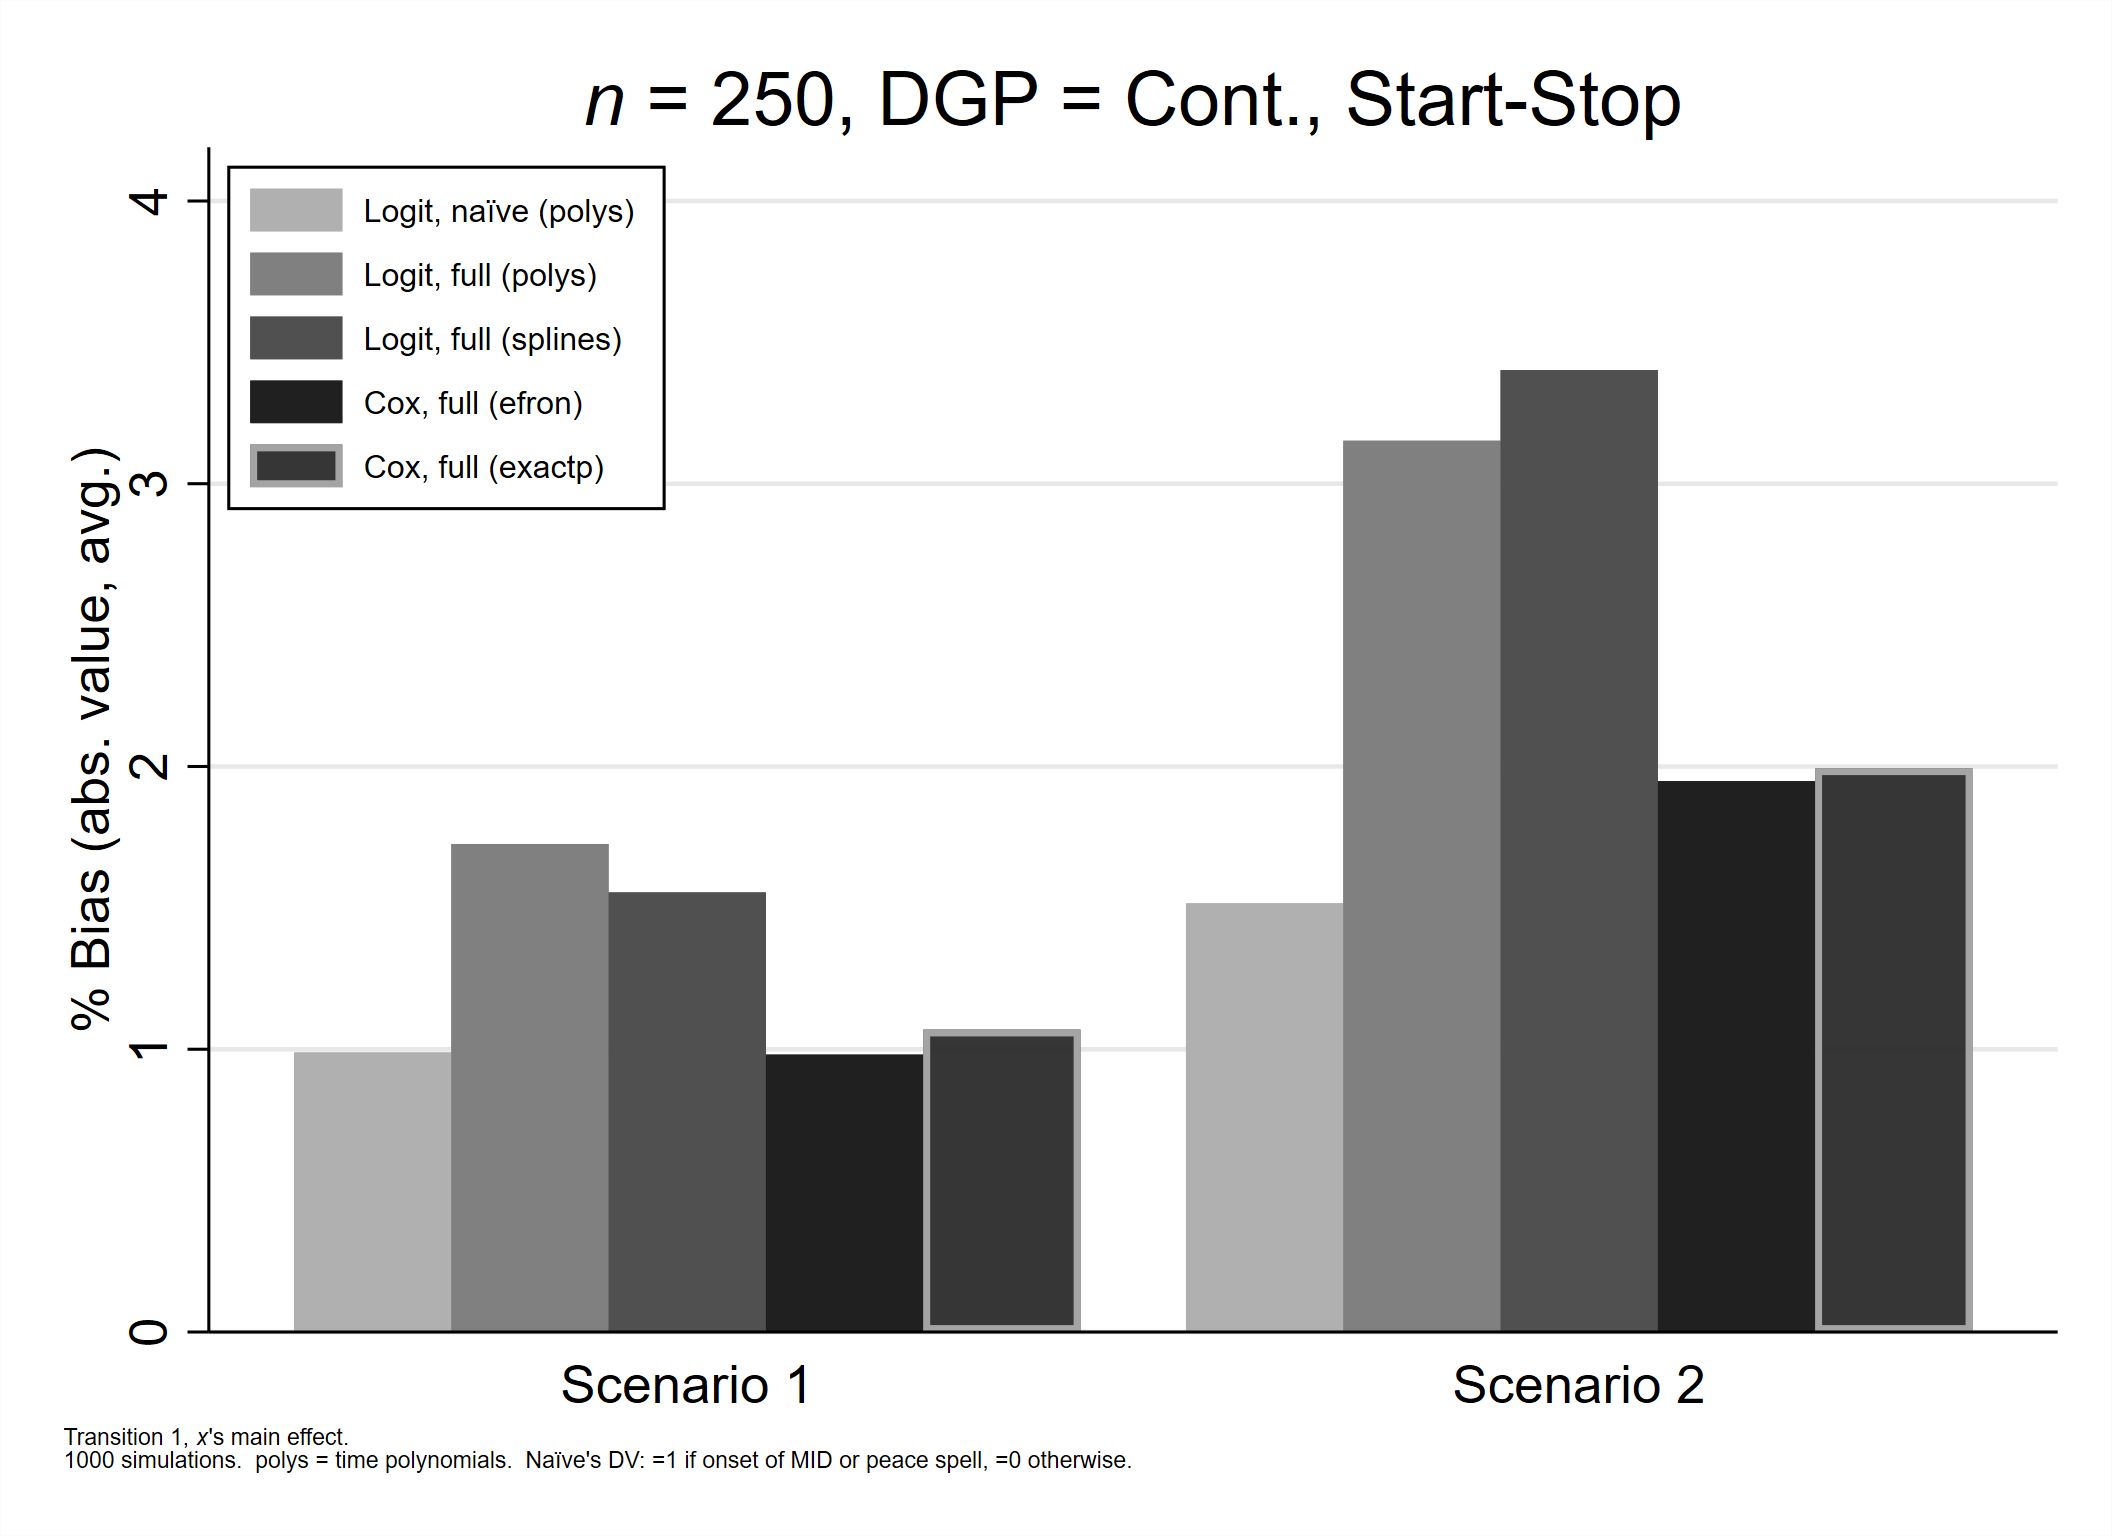 n = 250, DGP = Cont., Start-Stop
% Bias (abs. value, avg.)
4
3
2
1
0
Logit, naïve (polys)
Logit, full (polys)
Logit, full (splines)
Cox, full (efron)
Cox, full (exactp)
Scenario 1
Scenario 2
Transition 1, x's main effect.
1000 simulations.  polys = time polynomials.  Naïve's DV: =1 if onset of MID or peace spell, =0 otherwise.